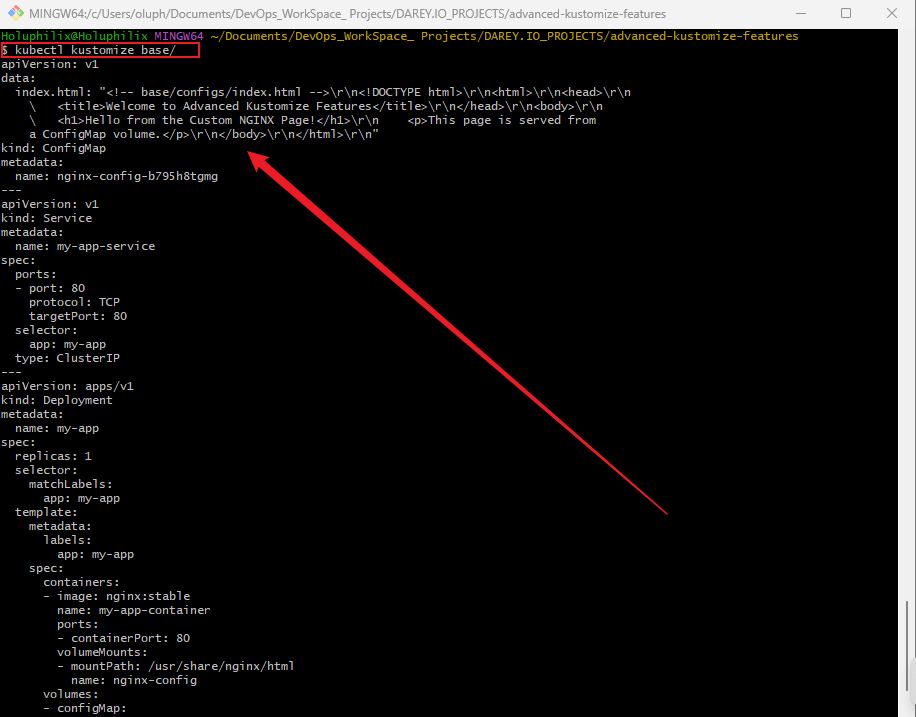 MINGW64:/c/Users/oluph/Documents/DevOps_WorkSpace_ Projects/DAREY.IO_PROJECTS/advanced-kustomize-features
Holuphilix@Holuphilix MINGW64 ~/Documents/DevOps_WorkSpace_ Projects/DAREY.IO_PROJECTS/advanced-kustomize-features
$ kubectl kustomize base/
apiVersion: v1
data:
  index.html: "<!-- base/configs/index.html -->\r\n<!DOCTYPE html>\r\n<html>\r\n<head>\r\n
    \   <title>Welcome to Advanced Kustomize Features</title>\r\n</head>\r\n<body>\r\n
    \   <h1>Hello from the Custom NGINX Page!</h1>\r\n    <p>This page is served from
    a ConfigMap volume.</p>\r\n</body>\r\n</html>\r\n"
kind: ConfigMap
metadata:
  name: nginx-config-b795h8tgmg
---
apiVersion: v1
kind: Service
metadata:
  name: my-app-service
spec:
  ports:
  - port: 80
    protocol: TCP
    targetPort: 80
  selector:
    app: my-app
  type: ClusterIP
---
apiVersion: apps/v1
kind: Deployment
metadata:
  name: my-app
spec:
  replicas: 1
  selector:
    matchLabels:
      app: my-app
  template:
    metadata:
      labels:
        app: my-app
    spec:
      containers:
      - image: nginx:stable
        name: my-app-container
        ports:
        - containerPort: 80
        volumeMounts:
        - mountPath: /usr/share/nginx/html
          name: nginx-config
      volumes:
      - configMap: